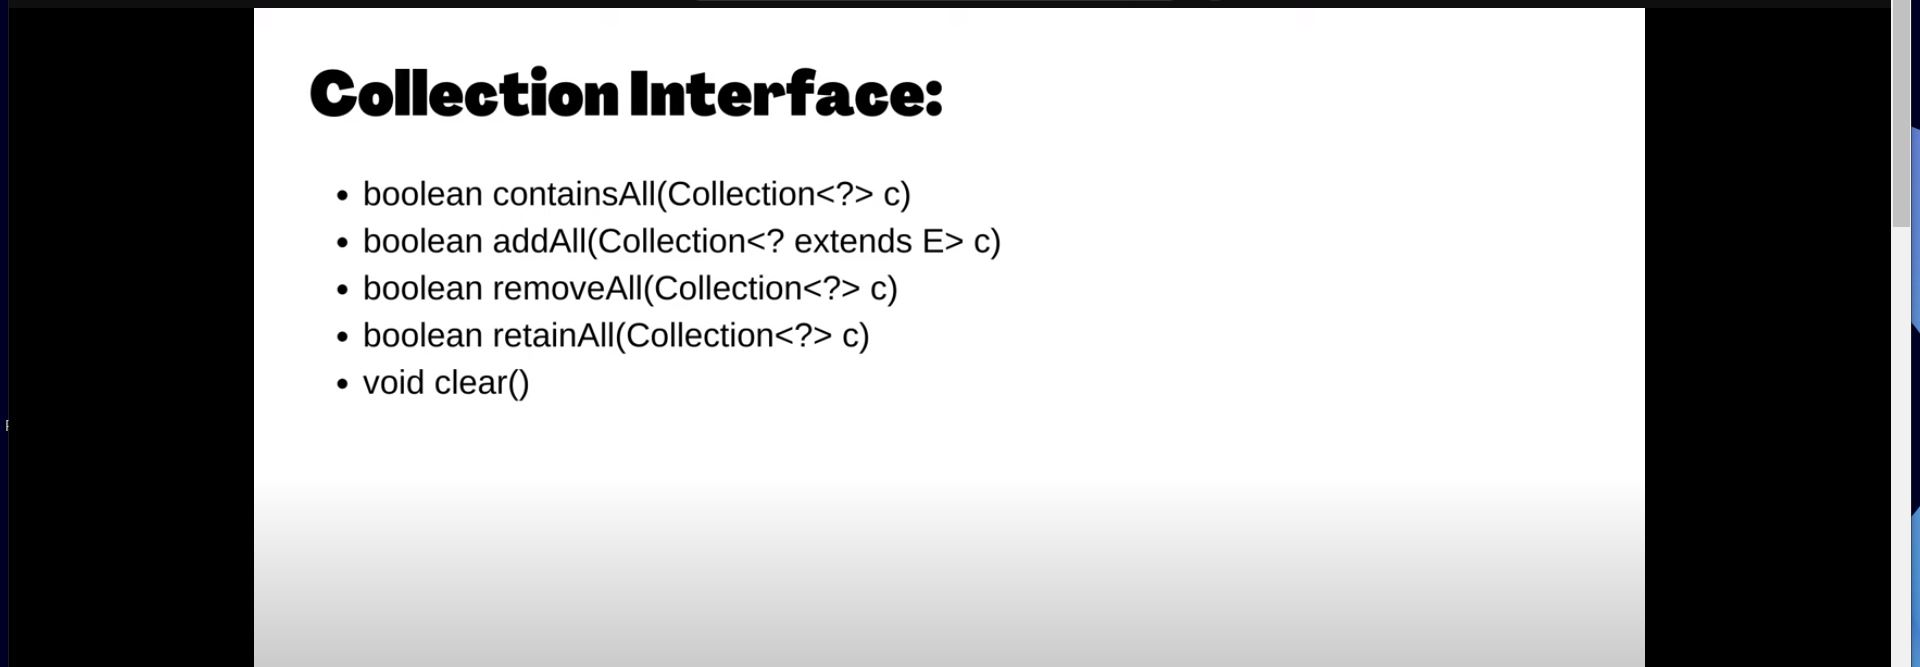 Collection Interface:
• boolean containsAll(Collection<?> c)
• boolean addAll(Collection<? extends E> c)
• boolean removeAll(Collection<?> c)
• boolean retainAll(Collection<?> c)
• void clear()